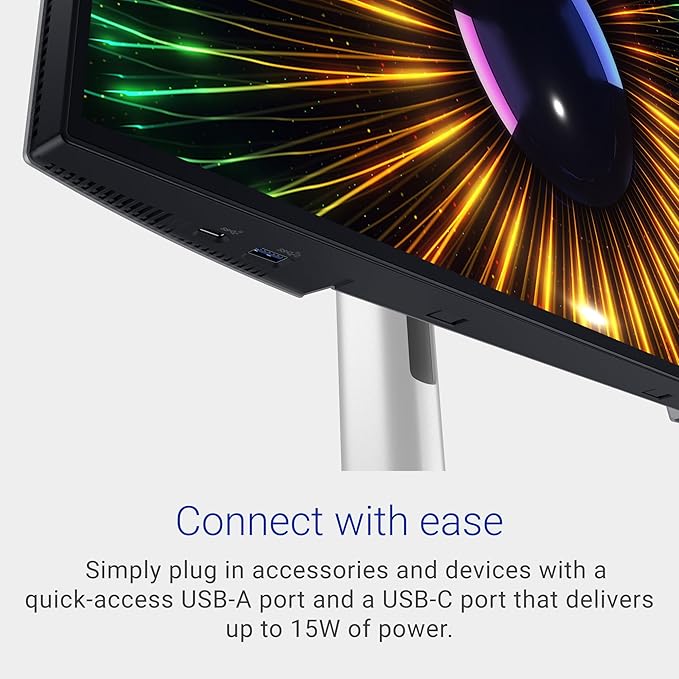 Connect with ease
Simply plug in accessories and devices with a
quick-access USB-A port and a USB-C port that delivers
up to 15W of power.